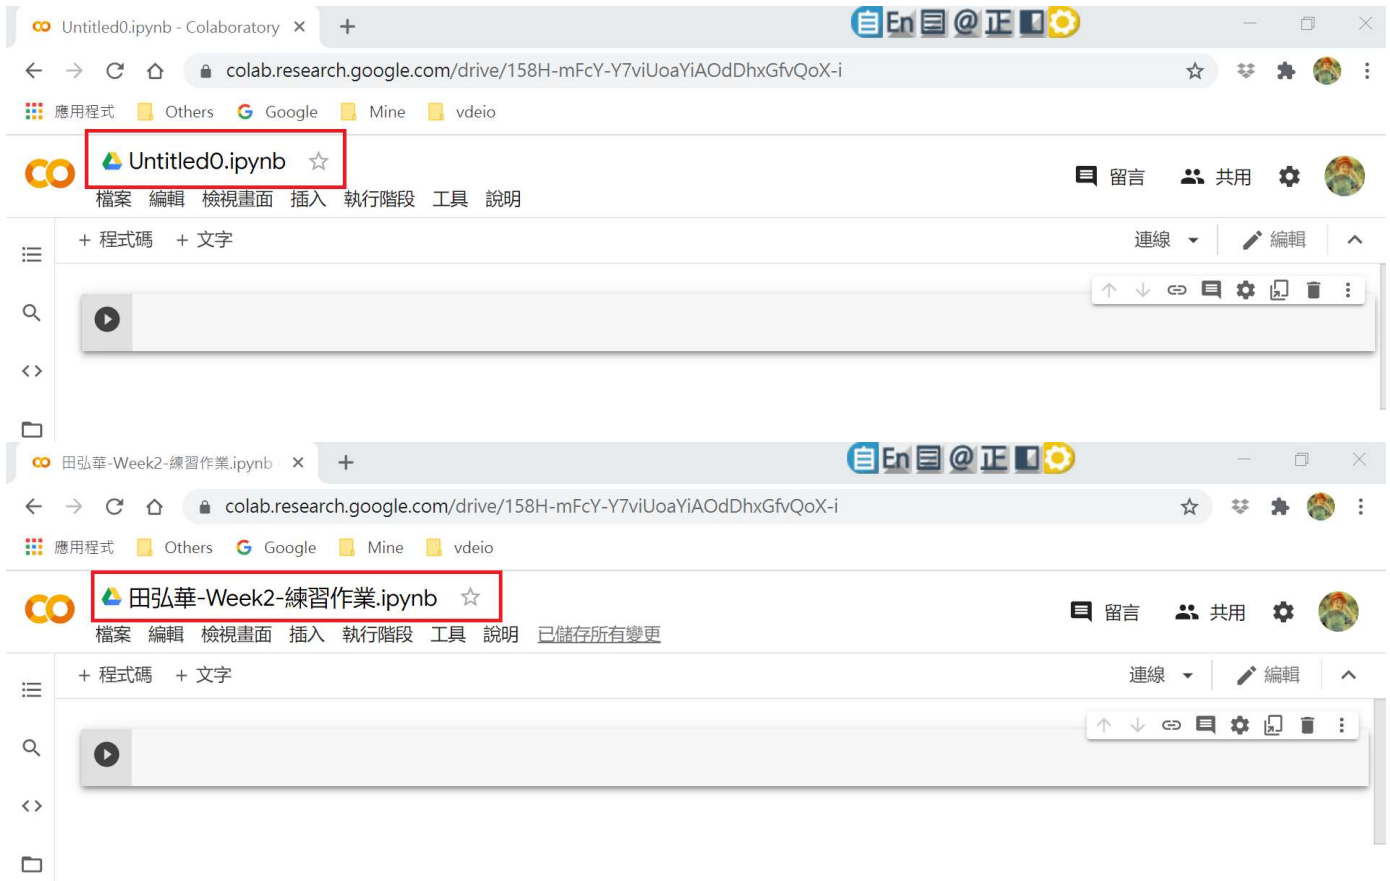 Untitled0.ipynb - Colaboratory
En @ 正
colab.research.google.com/drive/158H-mFcY-Y7viUoaYiAOdDhxGfvQoX-i
應用程式 Others Google Mine vdeio
Untitled0.ipynb
留言 共用
檔案 編輯 檢視畫面 插入 執行階段 工具 說明
+ 程式碼 + 文字 連線 編輯
田弘華-Week2-練習作業.ipynb
En @ 正
colab.research.google.com/drive/158H-mFcY-Y7viUoaYiAOdDhxGfvQoX-i
應用程式 Others Google Mine vdeio
田弘華-Week2-練習作業.ipynb
留言 共用
檔案 編輯 檢視畫面 插入 執行階段 工具 說明 已儲存所有變更
+ 程式碼 + 文字 連線 編輯